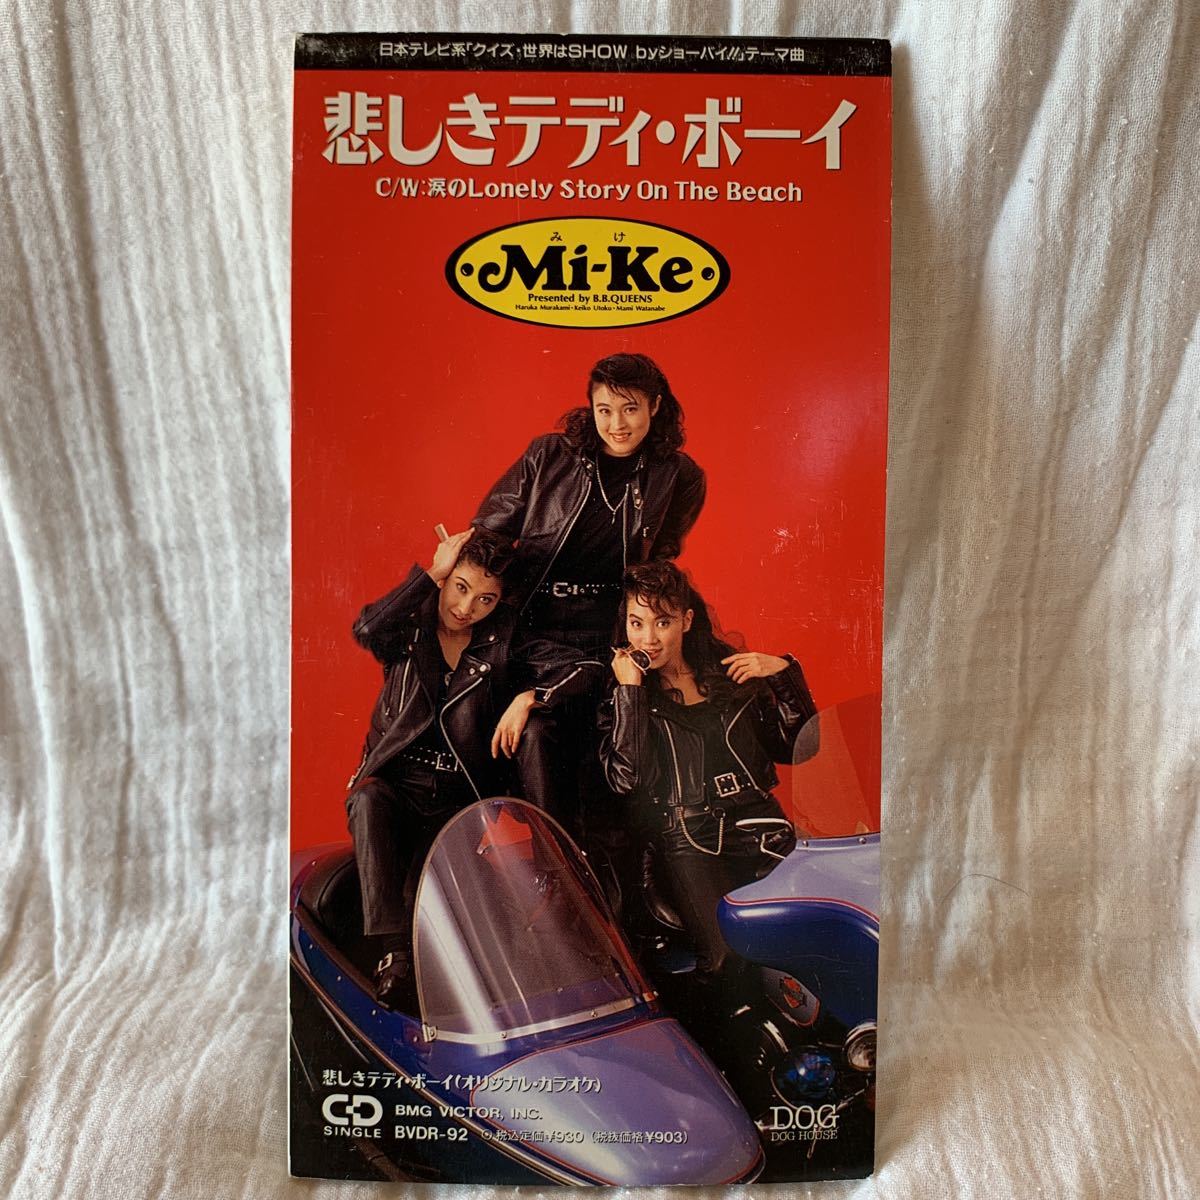 日本テレビ系「クイズ・世界はSHOW byショーバイ!!」テーマ曲
悲しきテディ・ボーイ
C/W:涙のLonely Story On The Beach
み け
・Mi-Ke・
Presented by B.B.QUEENS
Haruka Murakami・Keiko Utoku・Mami Watanabe
悲しきテディ・ボーイ(オリジナル・カラオケ)
CD BMG VICTOR, INC.
SINGLE BVDR-92 ⊙税込定価¥930 (税抜価格¥903)
D.O.G
DOG HOUSE